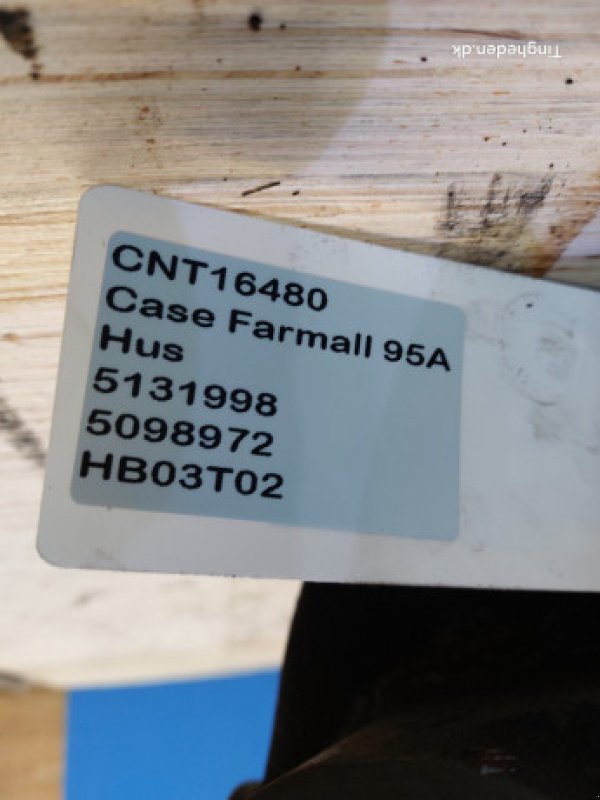 Tingheden.dk
CNT16480
Case Farmall 95A
Hus
5131998
5098972
HB03T02